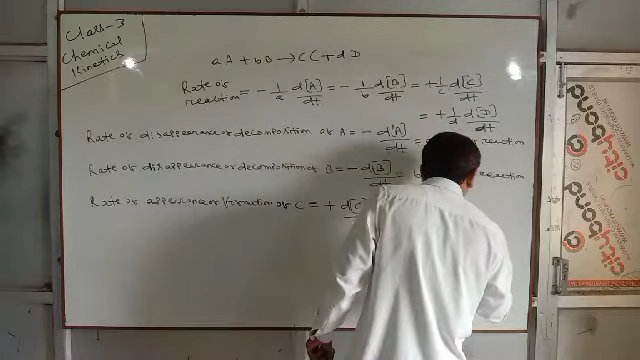 Class-3
Chemical
Kinetics
aA + bB → cC + dD
Rate of reaction = - 1/a d[A]/dt = - 1/b d[B]/dt = + 1/c d[C]/dt
= + 1/d d[D]/dt
Rate of disappearance or decomposition of A = - d[A]/dt = reaction
Rate of disappearance or decomposition of B = - d[B]/dt = b reaction
Rate of appearance or formation of C = + d[C